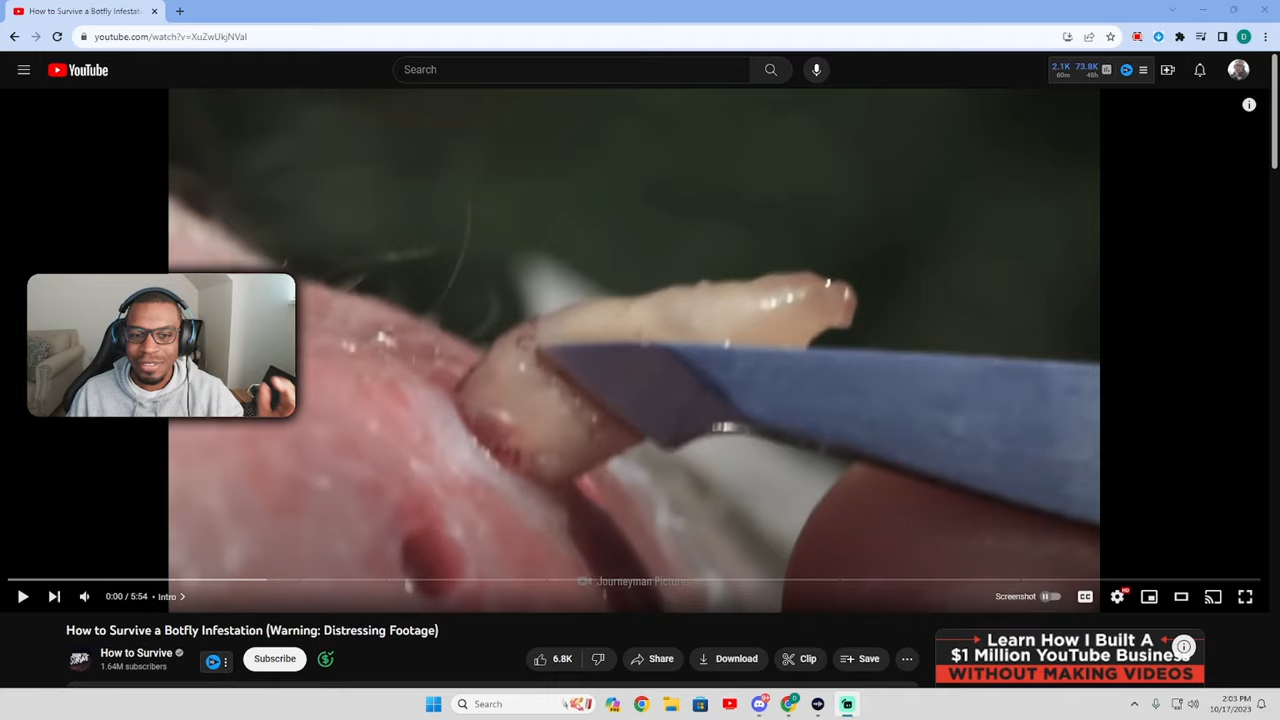 How to Survive a Botfly Infestat
youtube.com/watch?v=XuZwUkjNVaI
D
YouTube
Search
2.1K 73.8K
60m 48h
Journeyman Pictures
0:00 / 5:54 • Intro
Screenshot
CC
HD
How to Survive a Botfly Infestation (Warning: Distressing Footage)
How to Survive
1.64M subscribers
Subscribe
6.8K
Share
Download
Clip
Save
Learn How I Built A
$1 Million YouTube Business
WITHOUT MAKING VIDEOS
Search
2:03 PM
10/17/2023